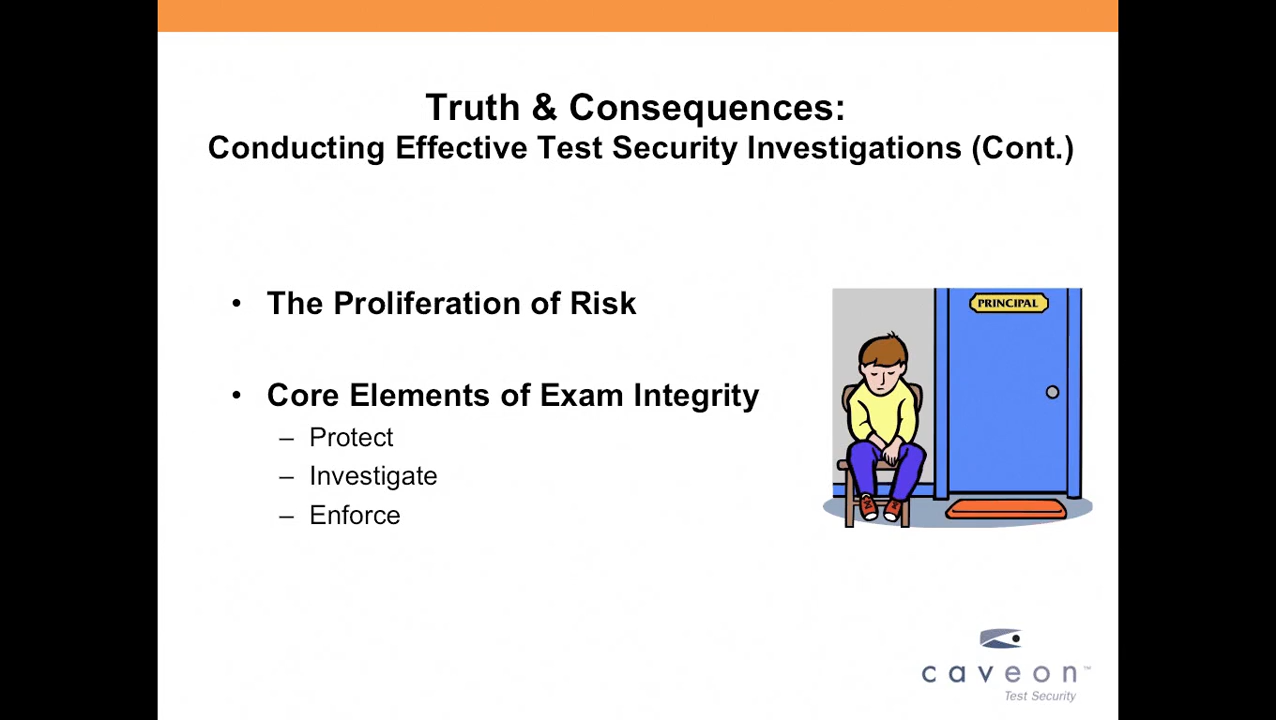 Truth & Consequences:
Conducting Effective Test Security Investigations (Cont.)
• The Proliferation of Risk
PRINCIPAL
• Core Elements of Exam Integrity
– Protect
– Investigate
– Enforce
caveon™
Test Security